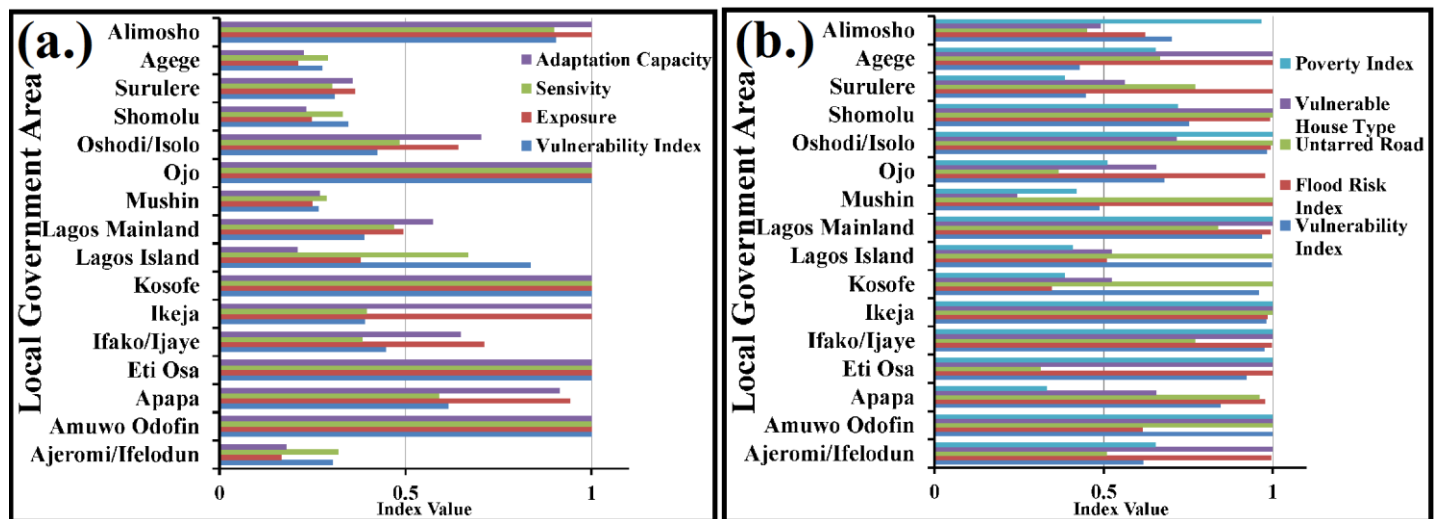 (a.)
Local Government Area
Alimosho
Agege
Surulere
Shomolu
Oshodi/Isolo
Ojo
Mushin
Lagos Mainland
Lagos Island
Kosofe
Ikeja
Ifako/Ijaye
Eti Osa
Apapa
Amuwo Odofin
Ajeromi/Ifelodun
Adaptation Capacity
Sensivity
Exposure
Vulnerability Index
0
0.5
1
Index Value
(b.)
Local Government Area
Alimosho
Agege
Surulere
Shomolu
Oshodi/Isolo
Ojo
Mushin
Lagos Mainland
Lagos Island
Kosofe
Ikeja
Ifako/Ijaye
Eti Osa
Apapa
Amuwo Odofin
Ajeromi/Ifelodun
Poverty Index
Vulnerable
House Type
Untarred Road
Flood Risk
Index
Vulnerability
Index
0
0.5
1
Index Value